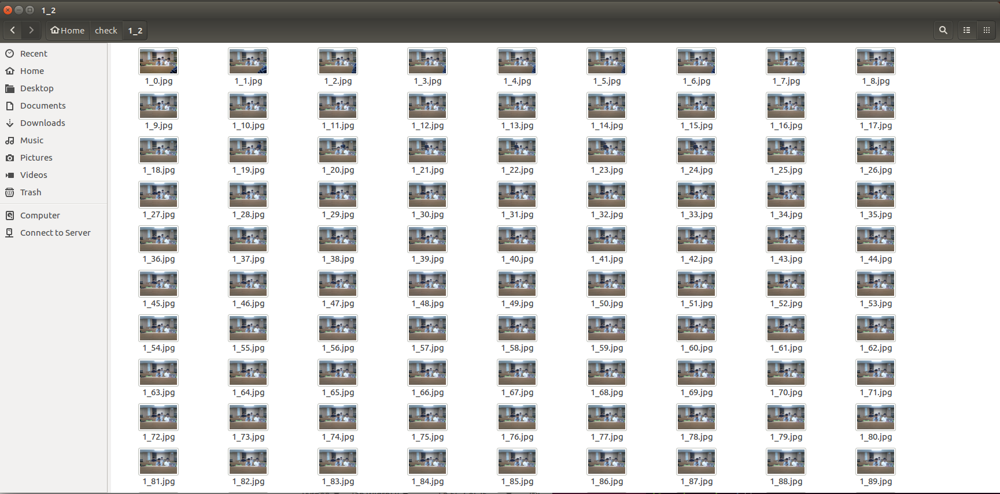 1_2
Home check 1_2
Recent
Home
Desktop
Documents
Downloads
Music
Pictures
Videos
Trash
Computer
Connect to Server
1_0.jpg 1_1.jpg 1_2.jpg 1_3.jpg 1_4.jpg 1_5.jpg 1_6.jpg 1_7.jpg 1_8.jpg
1_9.jpg 1_10.jpg 1_11.jpg 1_12.jpg 1_13.jpg 1_14.jpg 1_15.jpg 1_16.jpg 1_17.jpg
1_18.jpg 1_19.jpg 1_20.jpg 1_21.jpg 1_22.jpg 1_23.jpg 1_24.jpg 1_25.jpg 1_26.jpg
1_27.jpg 1_28.jpg 1_29.jpg 1_30.jpg 1_31.jpg 1_32.jpg 1_33.jpg 1_34.jpg 1_35.jpg
1_36.jpg 1_37.jpg 1_38.jpg 1_39.jpg 1_40.jpg 1_41.jpg 1_42.jpg 1_43.jpg 1_44.jpg
1_45.jpg 1_46.jpg 1_47.jpg 1_48.jpg 1_49.jpg 1_50.jpg 1_51.jpg 1_52.jpg 1_53.jpg
1_54.jpg 1_55.jpg 1_56.jpg 1_57.jpg 1_58.jpg 1_59.jpg 1_60.jpg 1_61.jpg 1_62.jpg
1_63.jpg 1_64.jpg 1_65.jpg 1_66.jpg 1_67.jpg 1_68.jpg 1_69.jpg 1_70.jpg 1_71.jpg
1_72.jpg 1_73.jpg 1_74.jpg 1_75.jpg 1_76.jpg 1_77.jpg 1_78.jpg 1_79.jpg 1_80.jpg
1_81.jpg 1_82.jpg 1_83.jpg 1_84.jpg 1_85.jpg 1_86.jpg 1_87.jpg 1_88.jpg 1_89.jpg